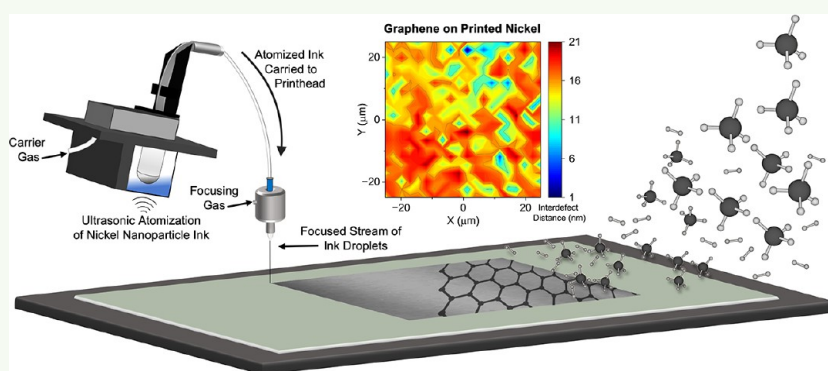 Graphene on Printed Nickel
Atomized Ink
Carried to
Printhead
Carrier
Gas
Ultrasonic Atomization
of Nickel Nanoparticle Ink
Focusing
Gas
Focused Stream of
Ink Droplets
Y (μm)
20
0
-20
-20
0
20
X (μm)
21
16
11
6
1
Interdefect
Distance (nm)